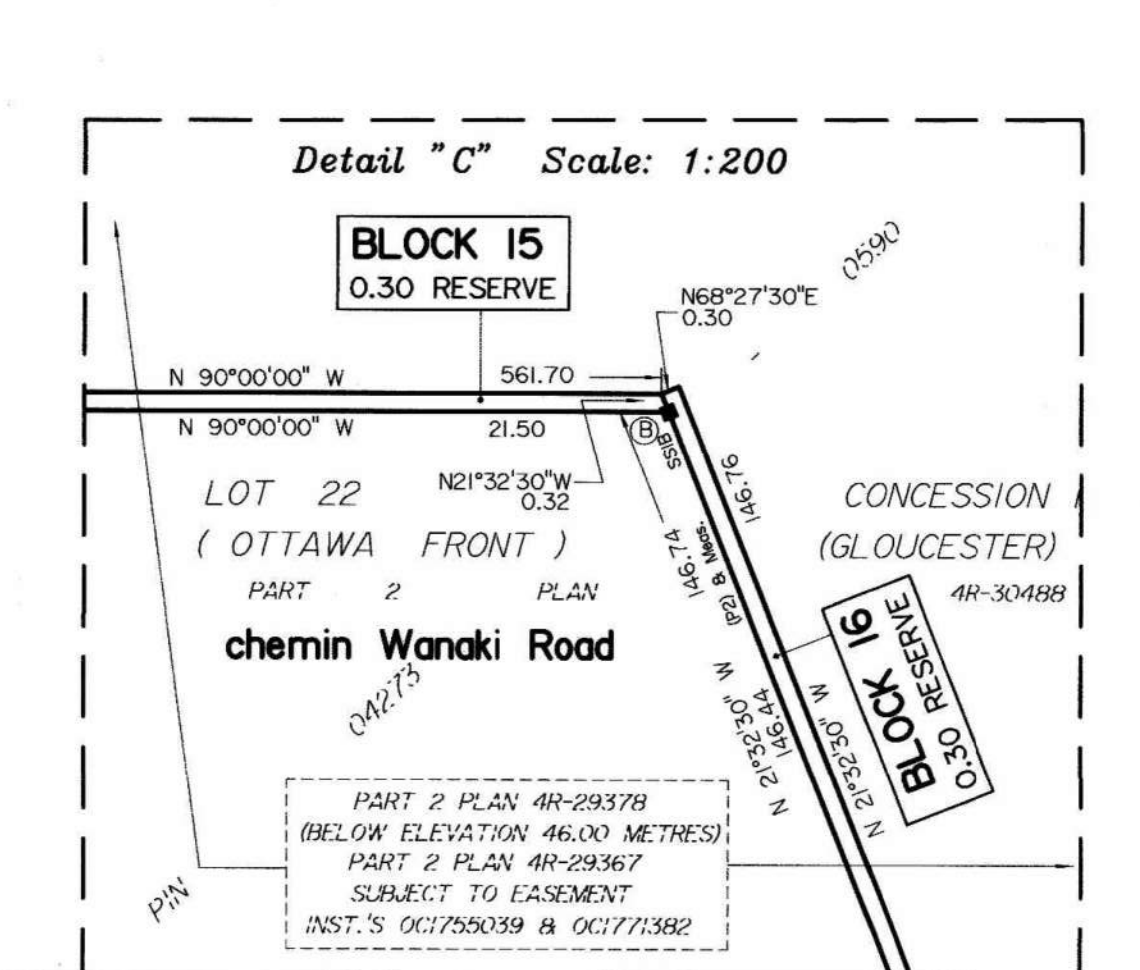 Detail "C" Scale: 1:200
BLOCK 15
0.30 RESERVE
0590
N68°27'30"E
0.30
N 90°00'00" W 561.70
N 90°00'00" W 21.50
B
SSIB
N21°32'30"W
0.32
146.76
LOT 22
( OTTAWA FRONT )
PART 2 PLAN
CONCESSION
(GLOUCESTER)
4R-30488
146.74
(P2) & Meas.
chemin Wanaki Road
04273
BLOCK 16
0.30 RESERVE
N 21°32'30" W
146.44
N 21°32'30" W
PART 2 PLAN 4R-29378
(BELOW ELEVATION 46.00 METRES)
PART 2 PLAN 4R-29367
SUBJECT TO EASEMENT
INST.'S OC1755039 & OC1771382
PIN